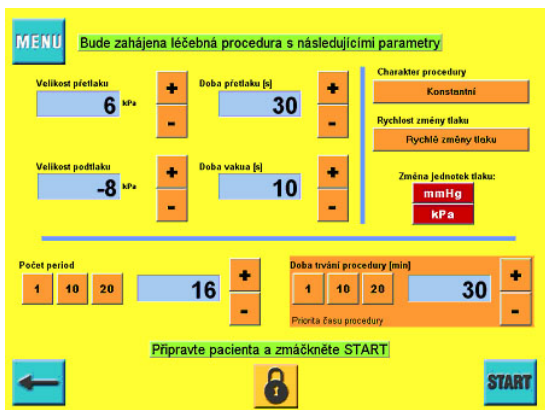 MENU
Bude zahájena léčebná procedura s následujícími parametry
Velikost přetlaku
6 kPa
+
-
Doba přetlaku [s]
30
+
-
Charakter procedury
Konstantní
Rychlost změny tlaku
Rychlé změny tlaku
Velikost podtlaku
-8 kPa
+
-
Doba vakua [s]
10
+
-
Změna jednotek tlaku:
mmHg
kPa
Počet period
1 10 20
16
+
-
Doba trvání procedury [min]
1 10 20
30
+
-
Priorita času procedury
Připravte pacienta a zmáčkněte START
START